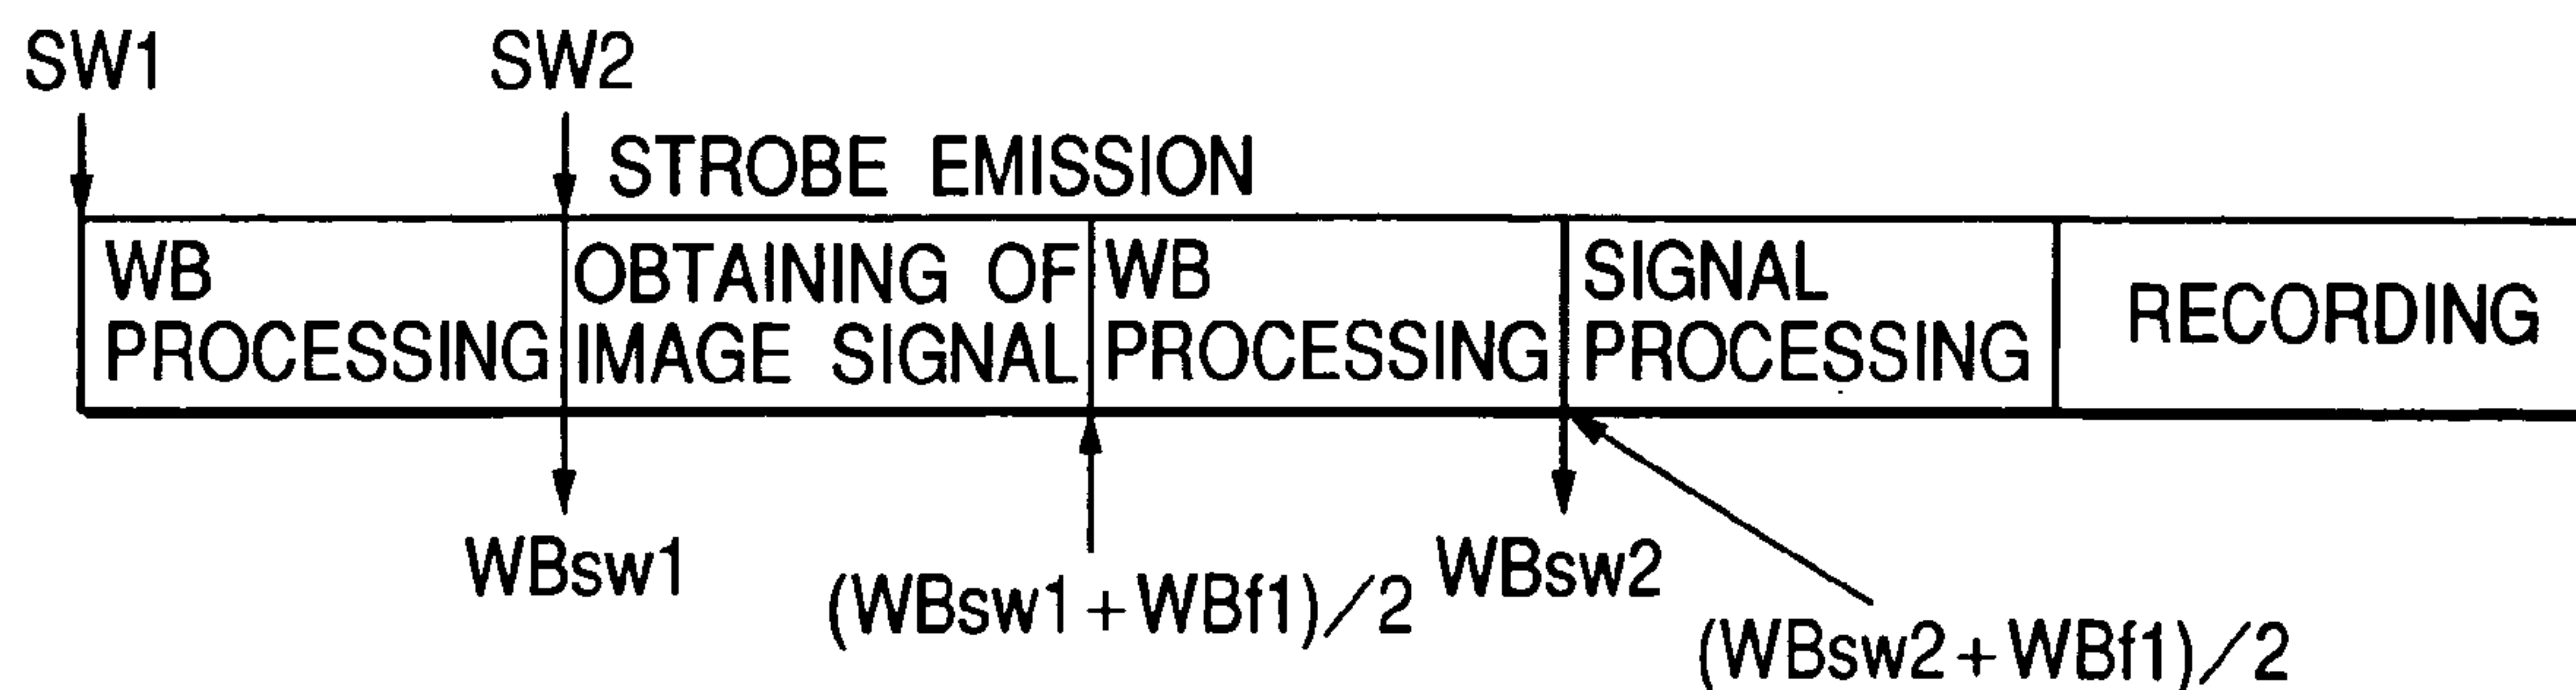 SW1
SW2
STROBE EMISSION
WB
PROCESSING
OBTAINING OF
IMAGE SIGNAL
WB
PROCESSING
SIGNAL
PROCESSING
RECORDING
WBsw1
(WBsw1+WBf1)/2
WBsw2
(WBsw2+WBf1)/2